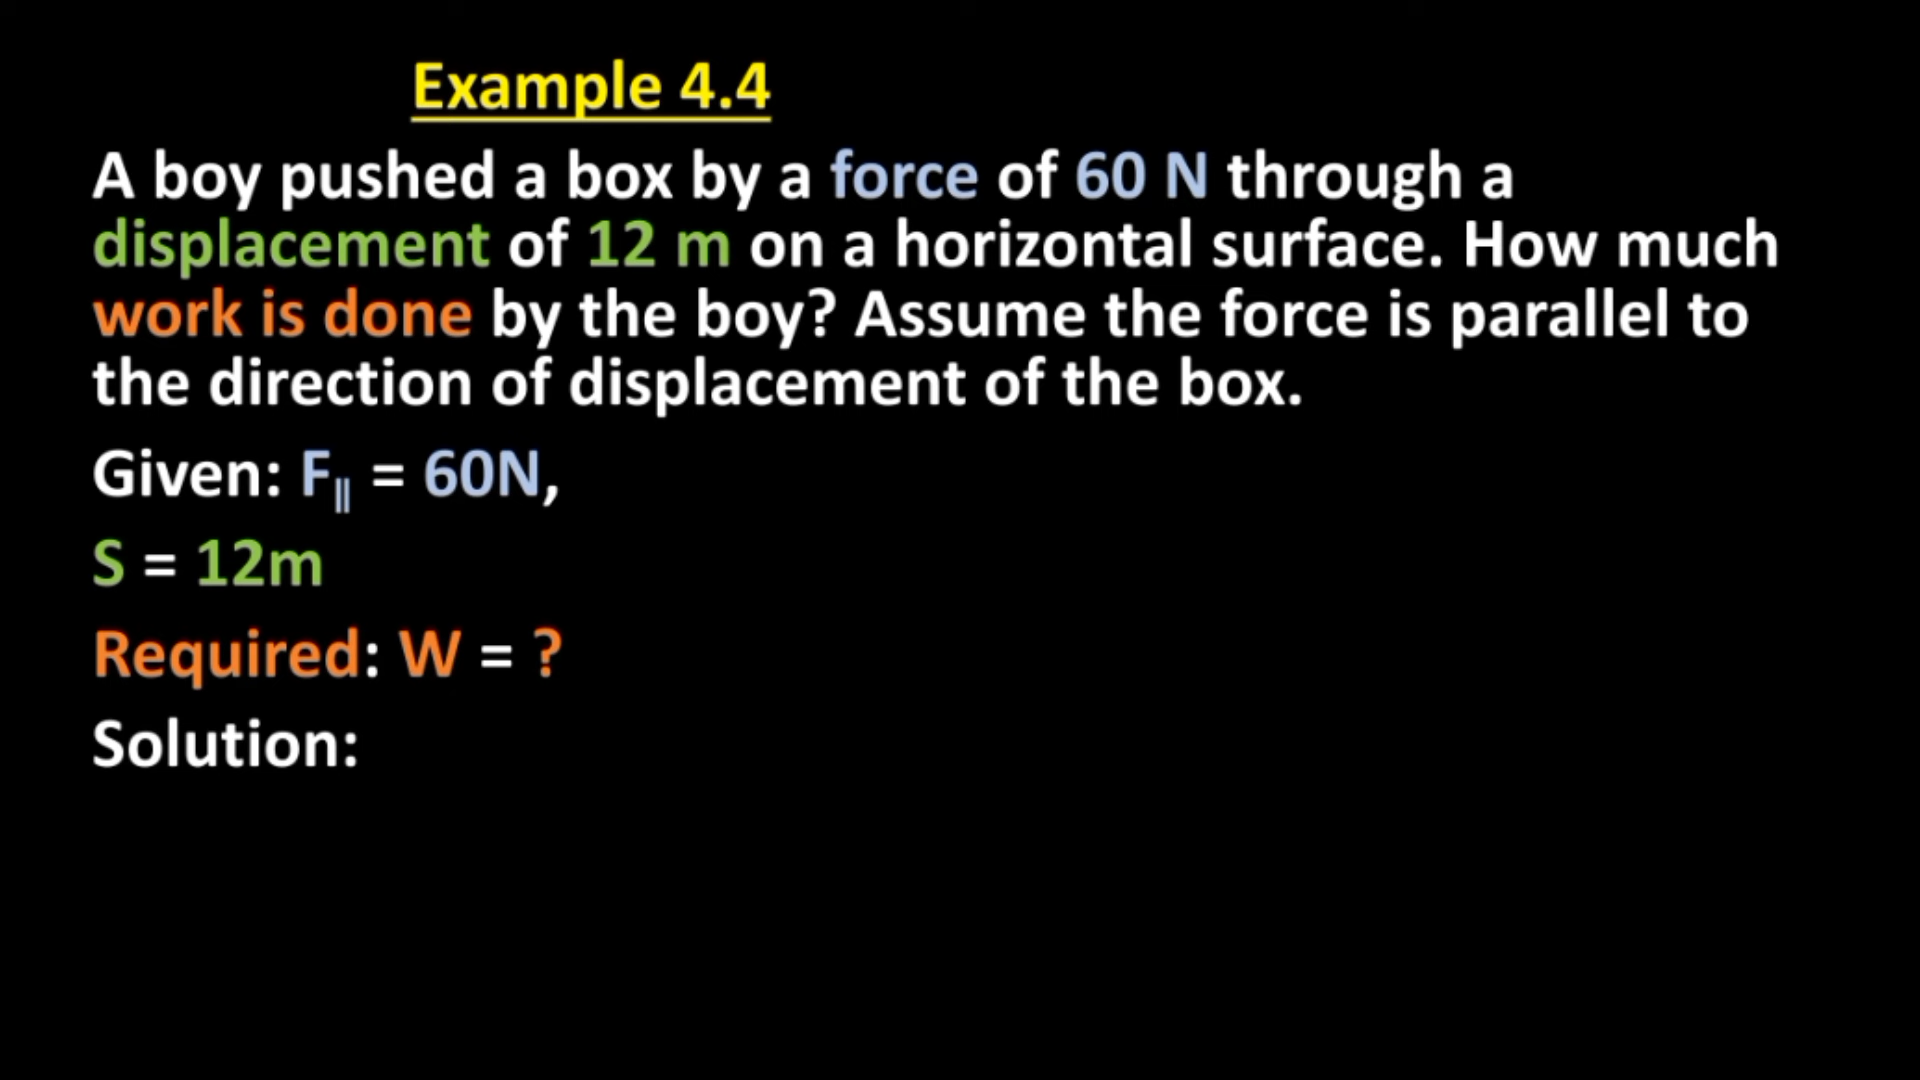 Example 4.4
A boy pushed a box by a force of 60 N through a
displacement of 12 m on a horizontal surface. How much
work is done by the boy? Assume the force is parallel to
the direction of displacement of the box.
Given: F|| = 60N,
S = 12m
Required: W = ?
Solution: